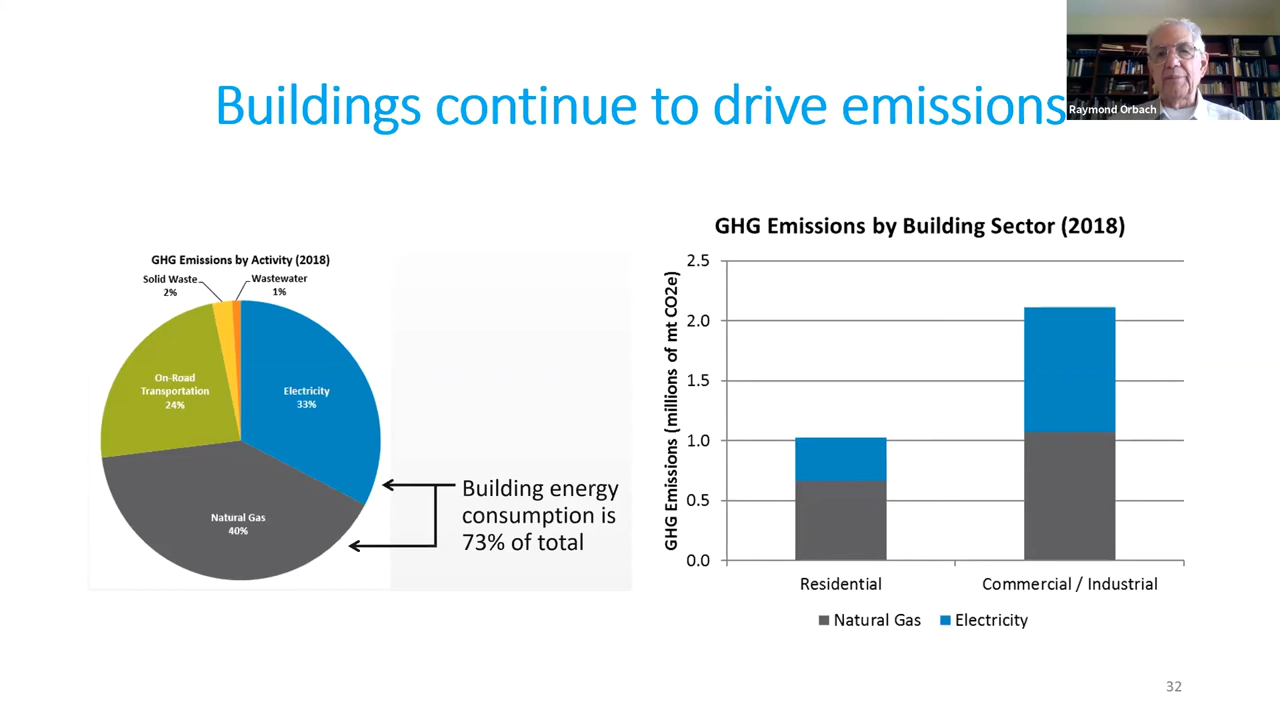 Buildings continue to drive emissions
Raymond Orbach
GHG Emissions by Activity (2018)
Solid Waste
2%
Wastewater
1%
On-Road
Transportation
24%
Electricity
33%
Natural Gas
40%
Building energy
consumption is
73% of total
GHG Emissions by Building Sector (2018)
GHG Emissions (millions of mt CO2e)
2.5
2.0
1.5
1.0
0.5
0.0
Residential
Commercial / Industrial
Natural Gas
Electricity
32